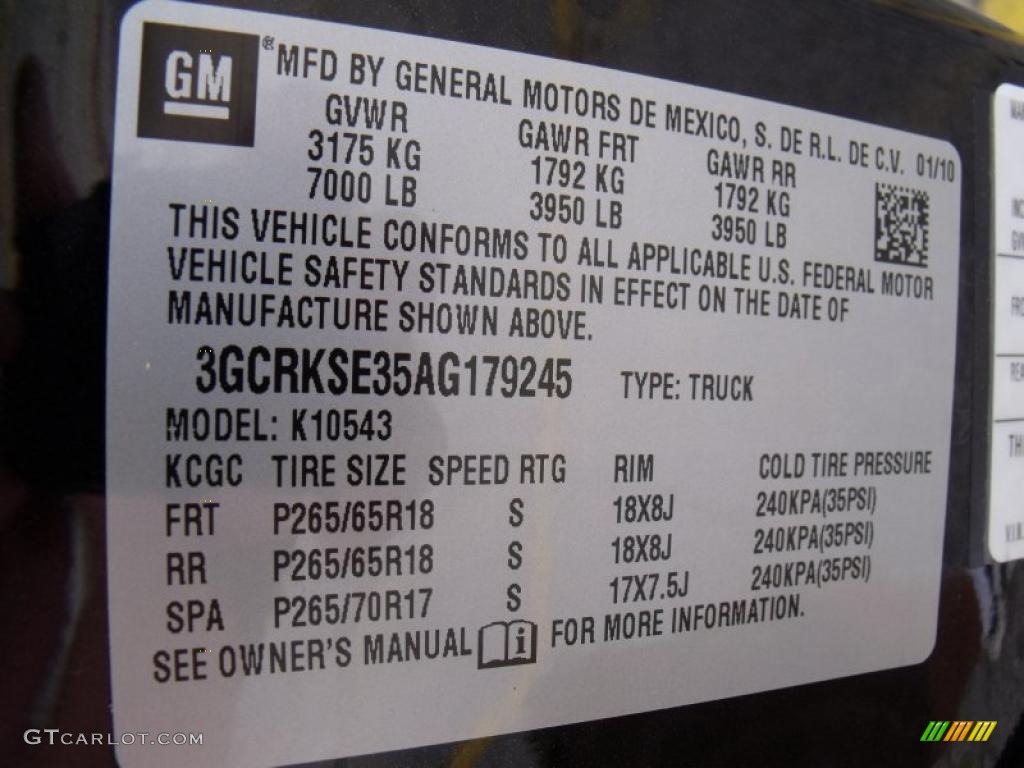 GM
® MFD BY GENERAL MOTORS DE MEXICO, S. DE R.L. DE C.V. 01/10
GVWR GAWR FRT GAWR RR
3175 KG 1792 KG 1792 KG
7000 LB 3950 LB 3950 LB
THIS VEHICLE CONFORMS TO ALL APPLICABLE U.S. FEDERAL MOTOR
VEHICLE SAFETY STANDARDS IN EFFECT ON THE DATE OF
MANUFACTURE SHOWN ABOVE.
3GCRKSE35AG179245 TYPE: TRUCK
MODEL: K10543
KCGC TIRE SIZE SPEED RTG RIM COLD TIRE PRESSURE
FRT P265/65R18 S 18X8J 240KPA(35PSI)
RR P265/65R18 S 18X8J 240KPA(35PSI)
SPA P265/70R17 S 17X7.5J 240KPA(35PSI)
SEE OWNER'S MANUAL i FOR MORE INFORMATION.
GTCARLOT.COM